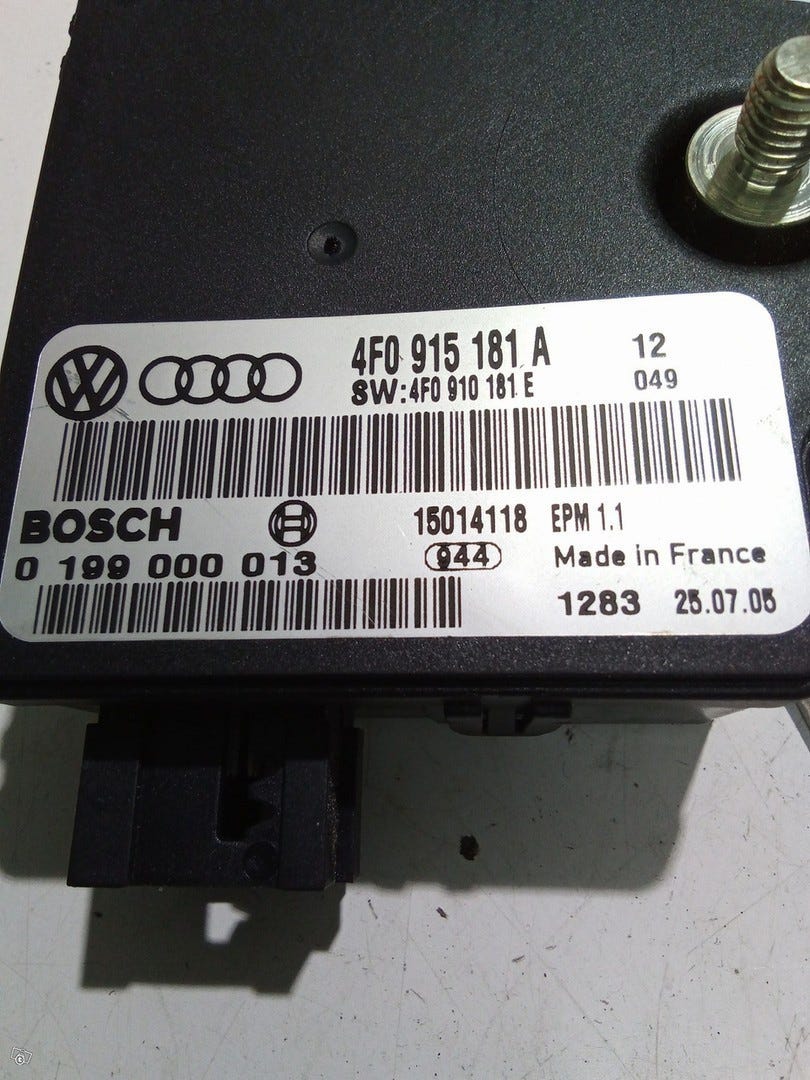 4F0 915 181 A 12
SW:4F0 910 181 E 049
BOSCH 15014118 EPM 1.1
0 199 000 013 944 Made in France
1283 25.07.05